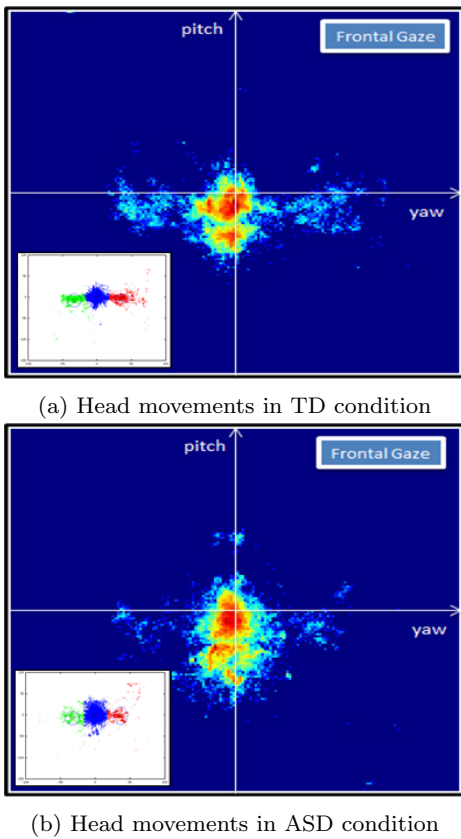 pitch
Frontal Gaze
yaw
(a) Head movements in TD condition
pitch
Frontal Gaze
yaw
(b) Head movements in ASD condition